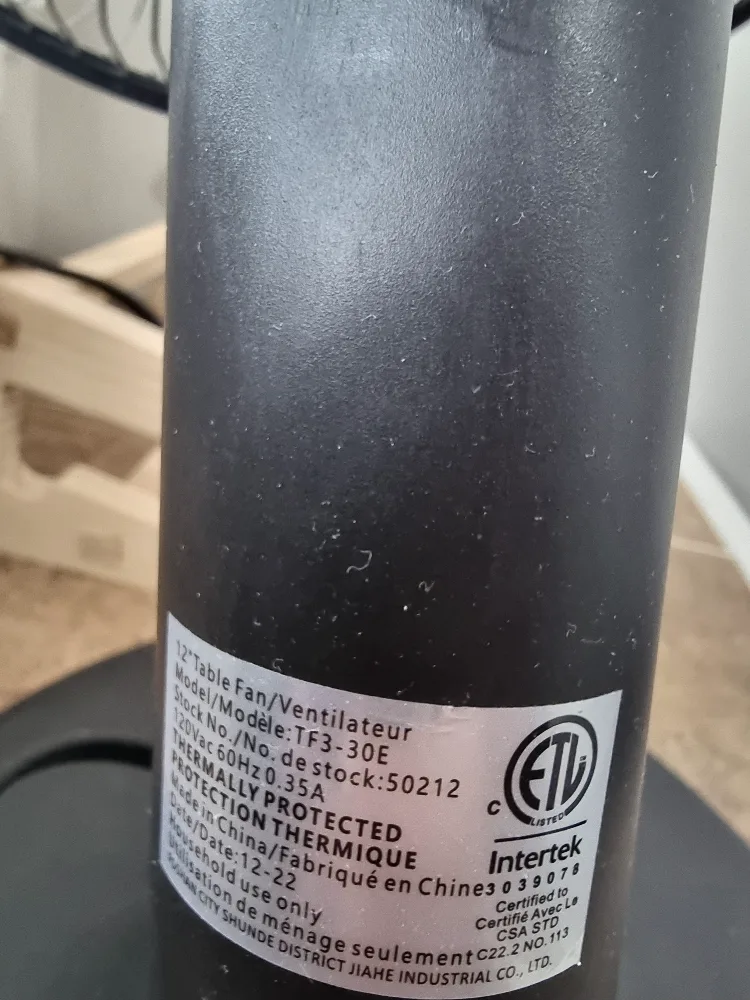 12"Table Fan/Ventilateur
Model/Modèle:TF3-30E
Stock No./No. de stock:50212
120Vac 60Hz 0.35A
THERMALLY PROTECTED
PROTECTION THERMIQUE
Made in China/Fabriqué en Chine
Date/Date:12-22
Household use only
Utilisation de ménage seulement
FOSHAN CITY SHUNDE DISTRICT JIAHE INDUSTRIAL CO., LTD.
ETL
C
LISTED
Intertek
3039078
Certified to
Certifié Avec Le
CSA STD
C22.2 NO.113